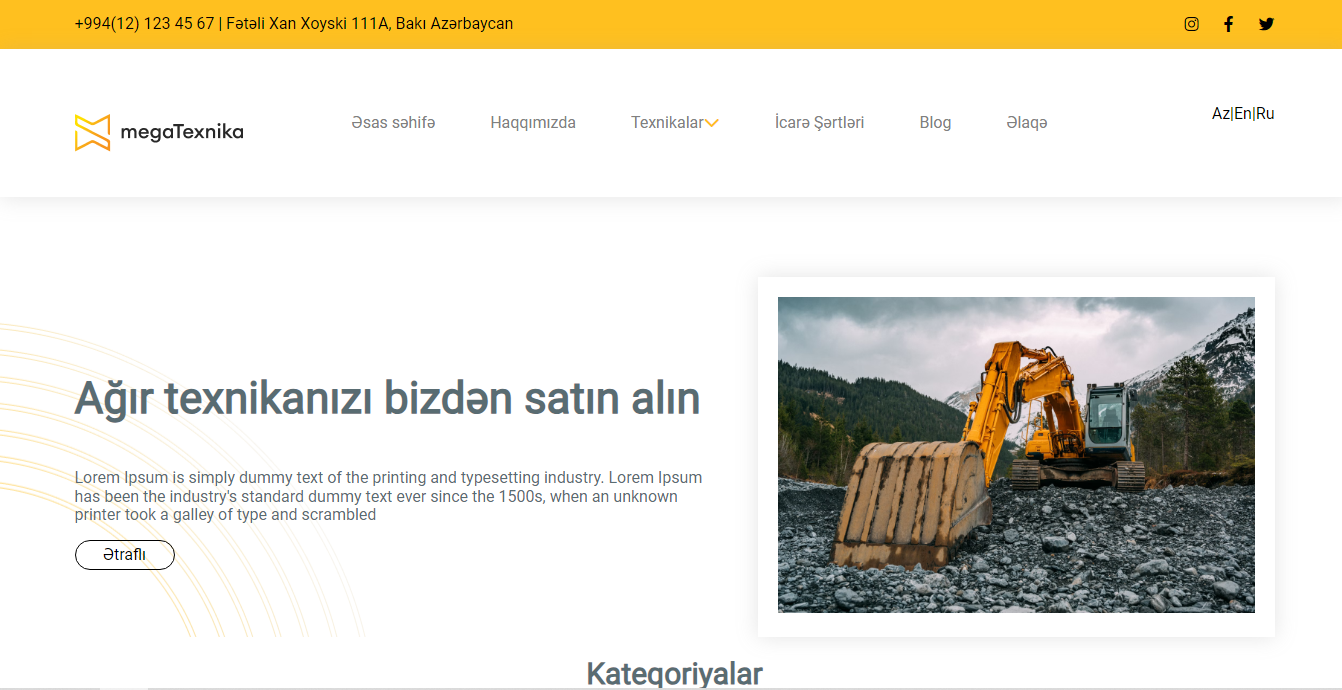 +994(12) 123 45 67 | Fətəli Xan Xoyski 111A, Bakı Azərbaycan
megaTexnika
Əsas səhifə Haqqımızda Texnikalar İcarə Şərtləri Blog Əlaqə
Az|En|Ru
Ağır texnikanızı bizdən satın alın
Lorem Ipsum is simply dummy text of the printing and typesetting industry. Lorem Ipsum
has been the industry's standard dummy text ever since the 1500s, when an unknown
printer took a galley of type and scrambled
Ətraflı
Kateqoriyalar